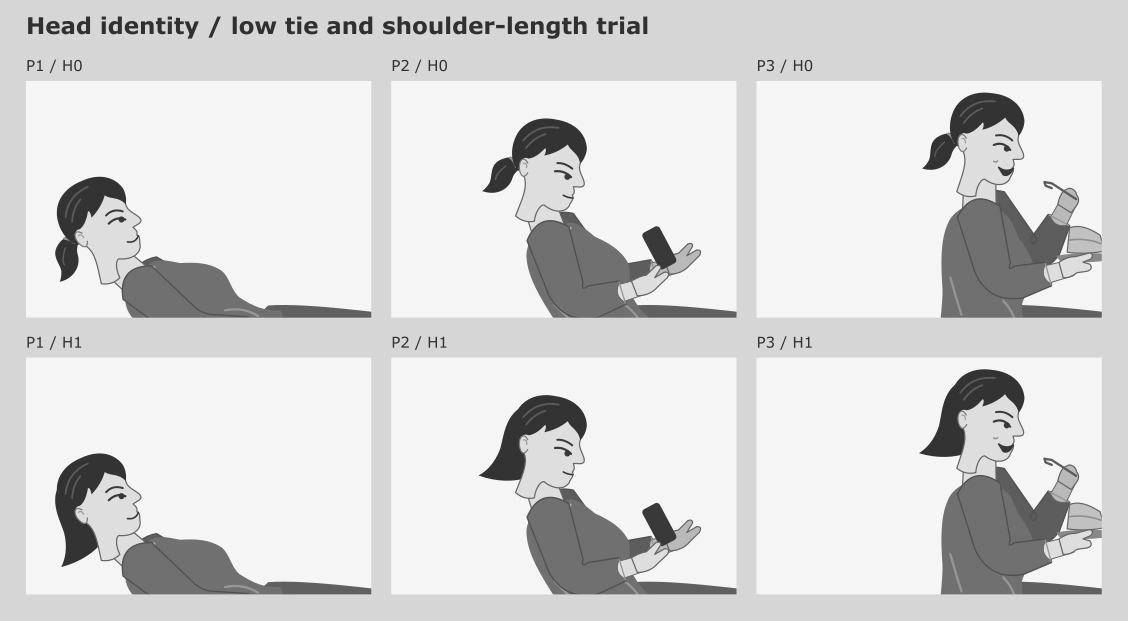 Head identity / low tie and shoulder-length trial
P1 / H0
P2 / H0
P3 / H0
P1 / H1
P2 / H1
P3 / H1